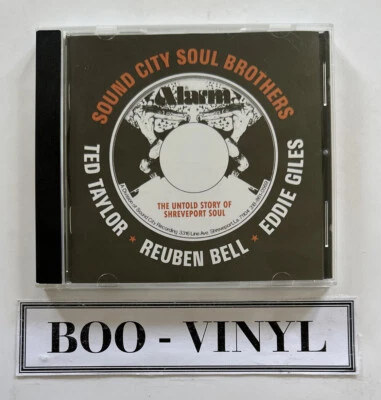 SOUND CITY SOUL BROTHERS
Alarm
THE UNTOLD STORY OF
SHREVEPORT SOUL
TED TAYLOR ★ REUBEN BELL ★ EDDIE GILES
BOO - VINYL